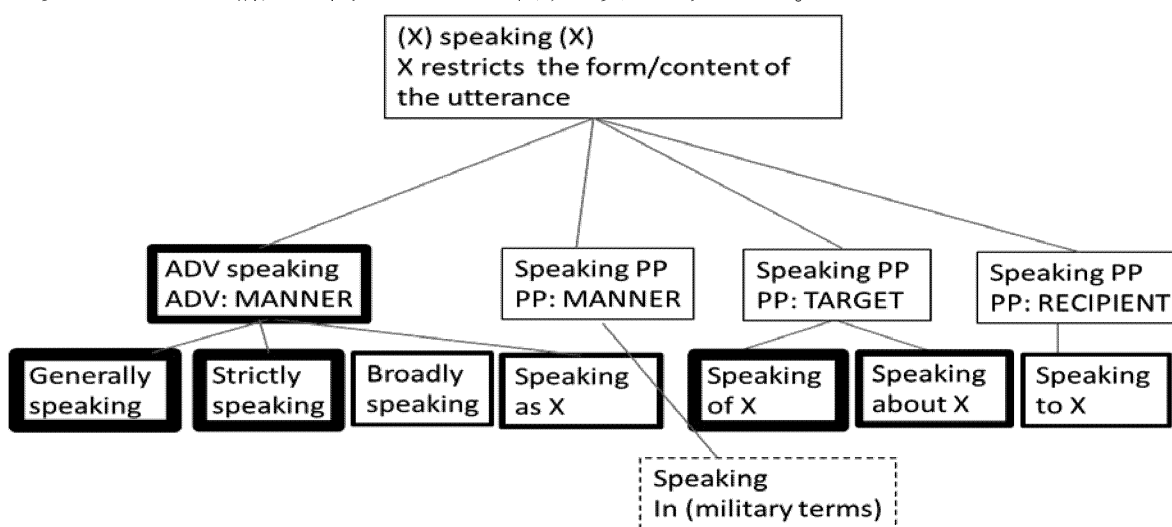 (X) speaking (X)
X restricts the form/content of
the utterance
ADV speaking
ADV: MANNER
Speaking PP
PP: MANNER
Speaking PP
PP: TARGET
Speaking PP
PP: RECIPIENT
Generally
speaking
Strictly
speaking
Broadly
speaking
Speaking
as X
Speaking
of X
Speaking
about X
Speaking
to X
Speaking
In (military terms)